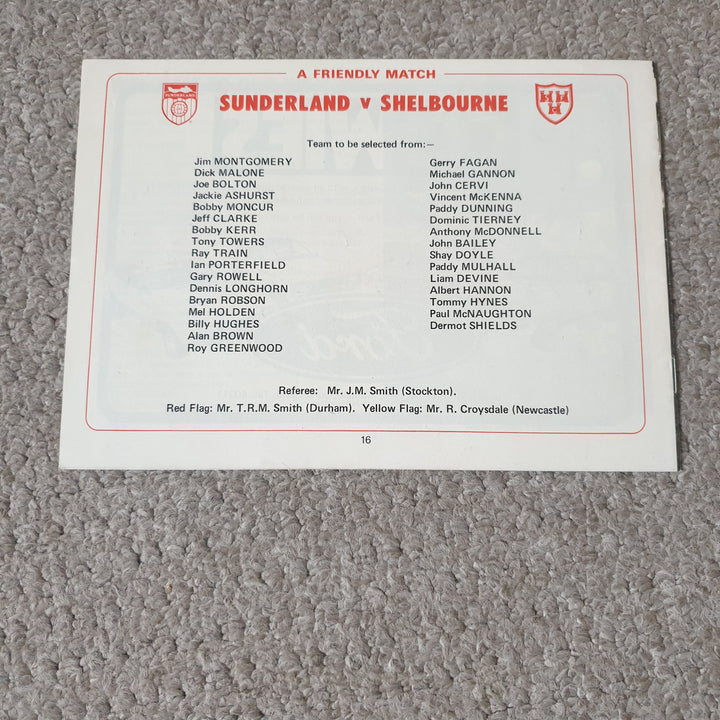 A FRIENDLY MATCH
SUNDERLAND
SUNDERLAND v SHELBOURNE
Team to be selected from:—
Jim MONTGOMERY
Dick MALONE
Joe BOLTON
Jackie ASHURST
Bobby MONCUR
Jeff CLARKE
Bobby KERR
Tony TOWERS
Ray TRAIN
Ian PORTERFIELD
Gary ROWELL
Dennis LONGHORN
Bryan ROBSON
Mel HOLDEN
Billy HUGHES
Alan BROWN
Roy GREENWOOD
Gerry FAGAN
Michael GANNON
John CERVI
Vincent McKENNA
Paddy DUNNING
Dominic TIERNEY
Anthony McDONNELL
John BAILEY
Shay DOYLE
Paddy MULHALL
Liam DEVINE
Albert HANNON
Tommy HYNES
Paul McNAUGHTON
Dermot SHIELDS
Referee: Mr. J.M. Smith (Stockton).
Red Flag: Mr. T.R.M. Smith (Durham). Yellow Flag: Mr. R. Croysdale (Newcastle)
16